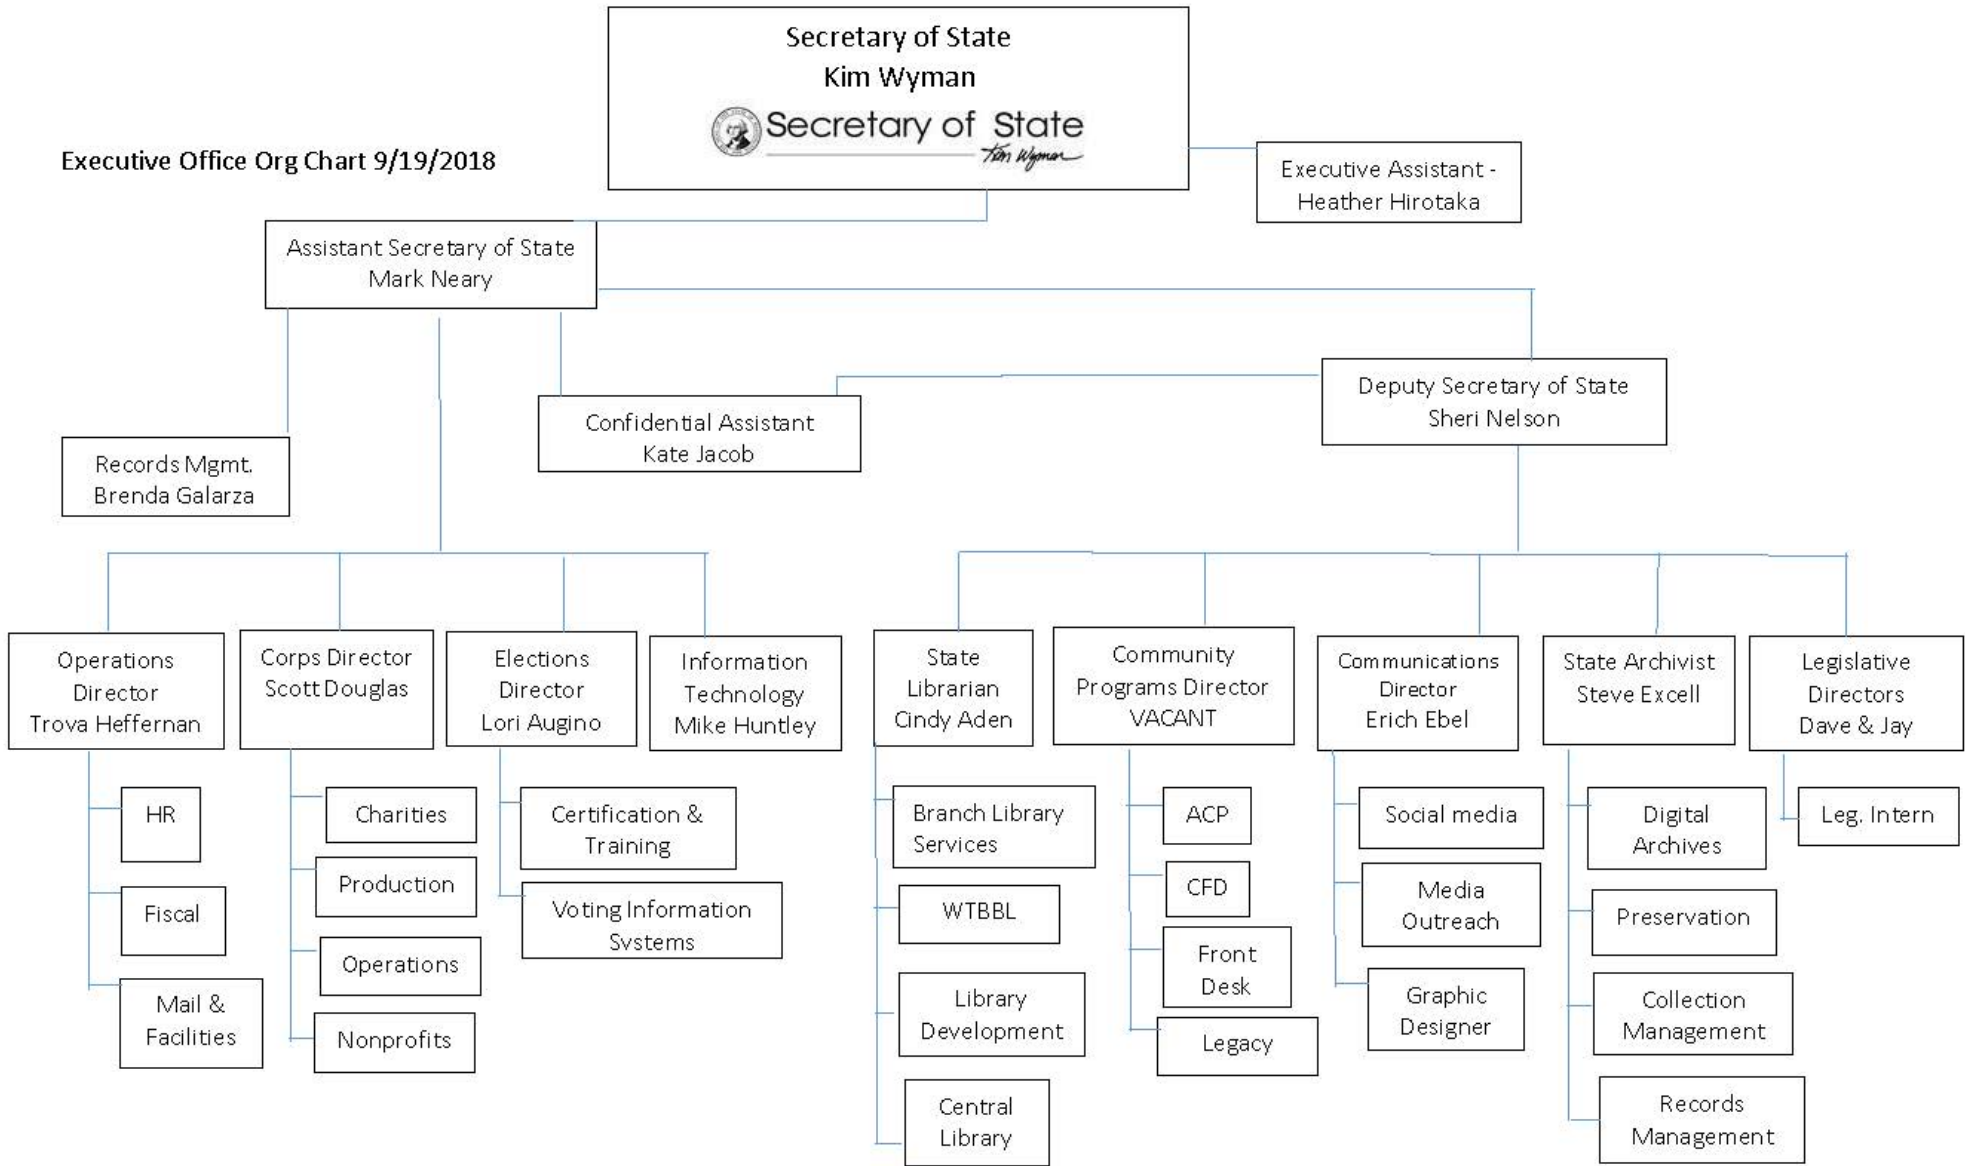 Secretary of State
Kim Wyman
Secretary of State
Kim Wyman
Executive Office Org Chart 9/19/2018
Executive Assistant -
Heather Hirotaka
Assistant Secretary of State
Mark Neary
Deputy Secretary of State
Sheri Nelson
Confidential Assistant
Kate Jacob
Records Mgmt.
Brenda Galarza
Operations
Director
Trova Heffernan
Corps Director
Scott Douglas
Elections
Director
Lori Augino
Information
Technology
Mike Huntley
State
Librarian
Cindy Aden
Community
Programs Director
VACANT
Communications
Director
Erich Ebel
State Archivist
Steve Excell
Legislative
Directors
Dave & Jay
HR
Fiscal
Mail &
Facilities
Charities
Production
Operations
Nonprofits
Certification &
Training
Voting Information
Systems
Branch Library
Services
WTBBL
Library
Development
Central
Library
ACP
CFD
Front
Desk
Legacy
Social media
Media
Outreach
Graphic
Designer
Digital
Archives
Preservation
Collection
Management
Records
Management
Leg. Intern